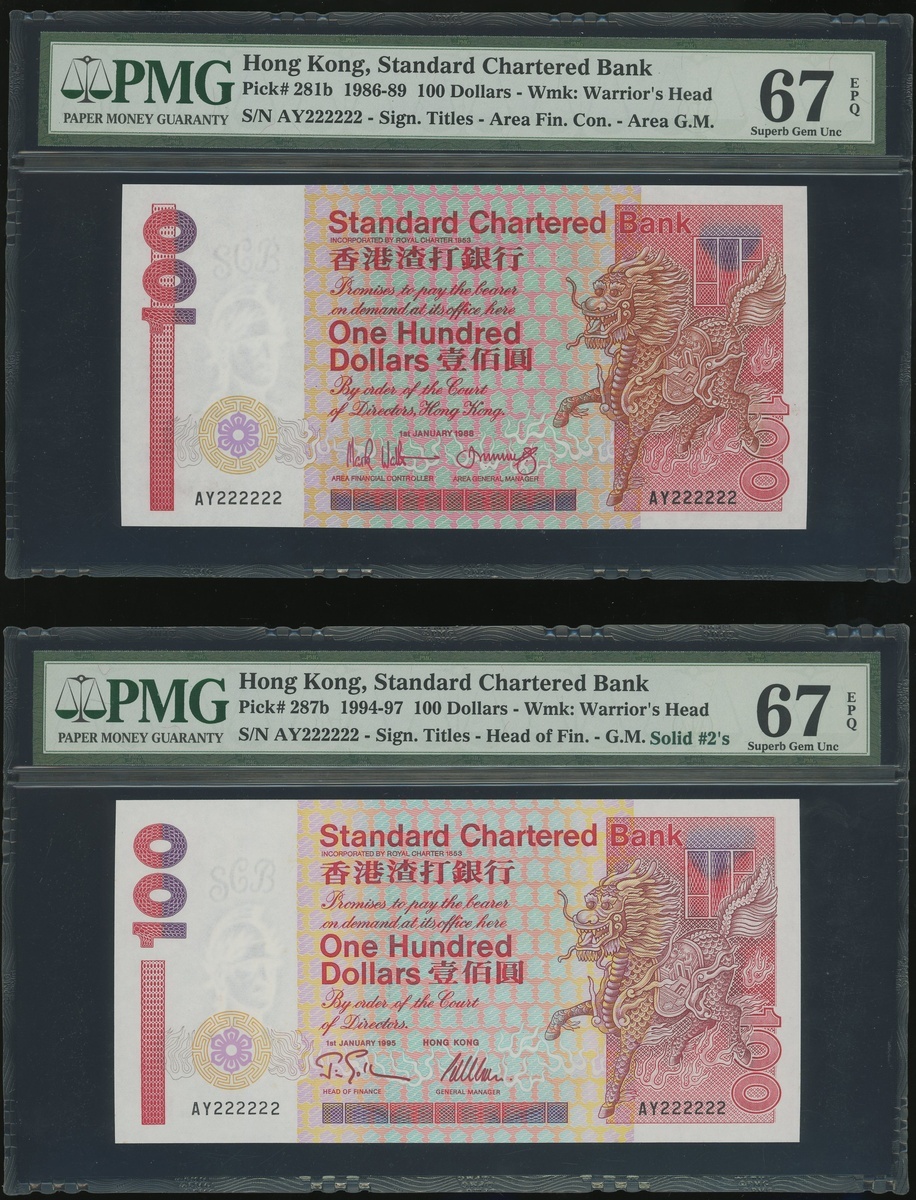 PMG
PAPER MONEY GUARANTY
Hong Kong, Standard Chartered Bank
Pick# 281b 1986-89 100 Dollars - Wmk: Warrior's Head
S/N AY222222 - Sign. Titles - Area Fin. Con. - Area G.M.
67
EPQ
Superb Gem Unc
100
SCB
Standard Chartered Bank
INCORPORATED BY ROYAL CHARTER 1853
香港渣打銀行
Promises to pay the bearer
on demand at its office here
One Hundred
Dollars 壹佰圓
By order of the Court
of Directors, Hong Kong.
1st JANUARY 1988
AREA FINANCIAL CONTROLLER AREA GENERAL MANAGER
AY222222
AY222222
100
PMG
PAPER MONEY GUARANTY
Hong Kong, Standard Chartered Bank
Pick# 287b 1994-97 100 Dollars - Wmk: Warrior's Head
S/N AY222222 - Sign. Titles - Head of Fin. - G.M. Solid #2's
67
EPQ
Superb Gem Unc
100
SCB
Standard Chartered Bank
INCORPORATED BY ROYAL CHARTER 1853
香港渣打銀行
Promises to pay the bearer
on demand at its office here
One Hundred
Dollars 壹佰圓
By order of the Court
of Directors.
1st JANUARY 1995 HONG KONG
HEAD OF FINANCE GENERAL MANAGER
AY222222
AY222222
100